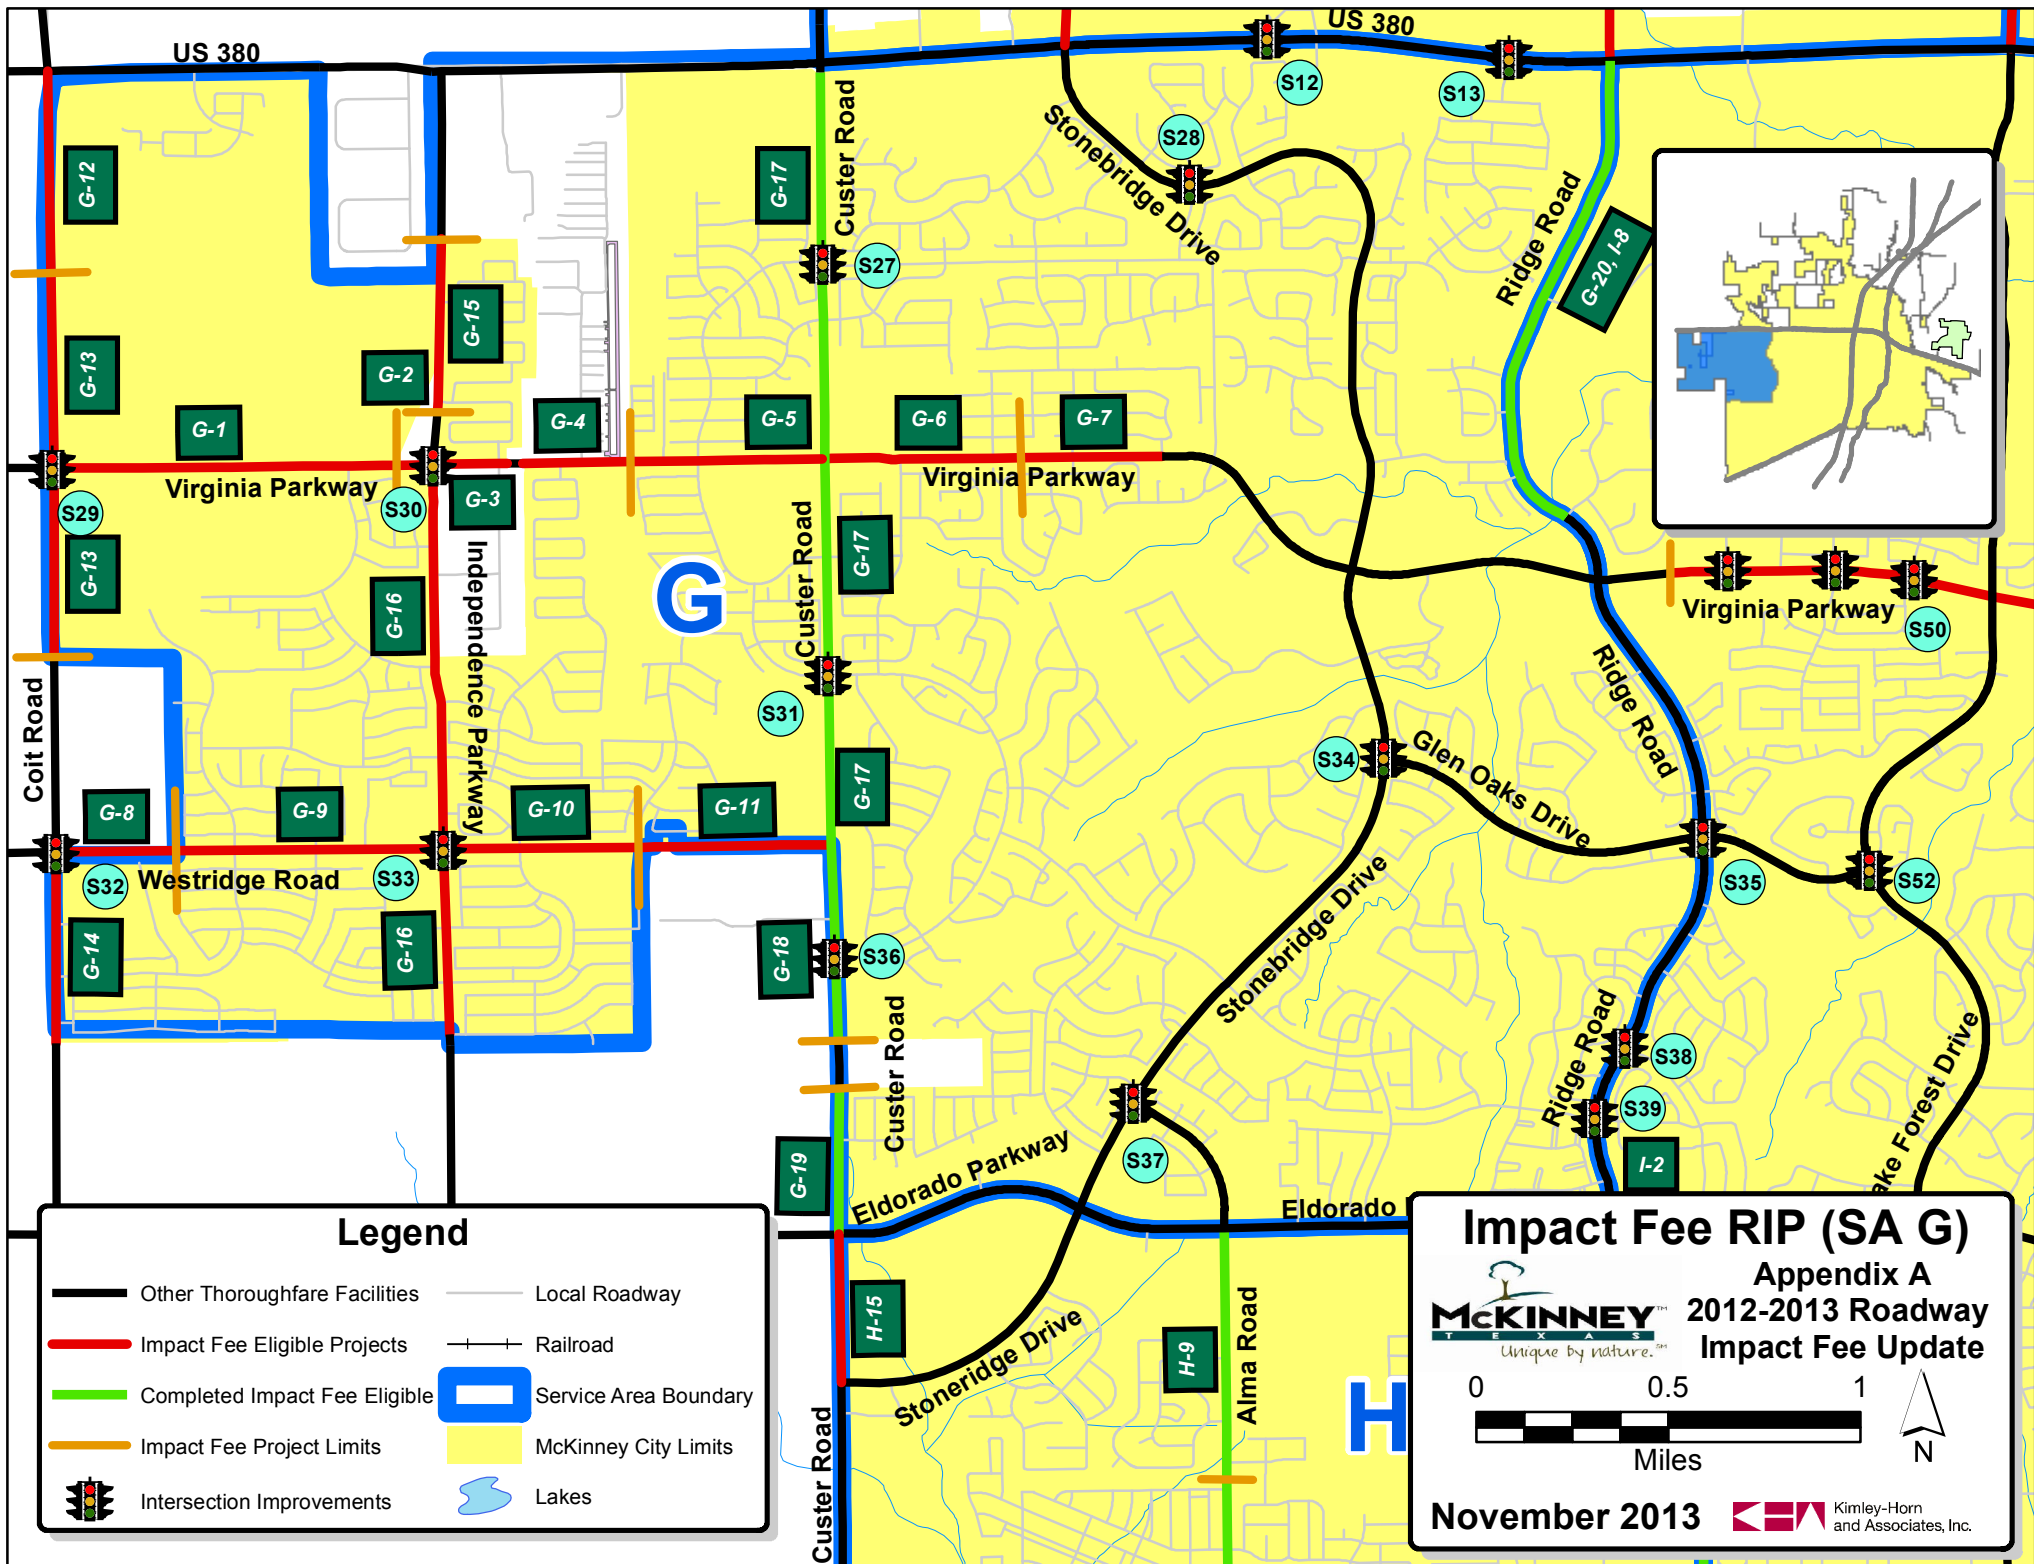 US 380
US 380
S12
S13
S28
Stonebridge Drive
Custer Road
G-12
G-17
S27
Ridge Road
G-20, I-8
G-15
G-13
G-2
G-1
G-4
G-5
G-6
G-7
Virginia Parkway
Virginia Parkway
S29
S30
G-3
G-13
G-16
Independence Parkway
G
Custer Road
G-17
Virginia Parkway
S50
Ridge Road
S31
Coit Road
S34
Glen Oaks Drive
G-8
G-9
G-10
G-11
G-17
S32
Westridge Road
S33
S35
S52
G-14
G-16
G-18
S36
Stonebridge Drive
Custer Road
Ridge Road
S38
S39
ake Forest Drive
S37
I-2
G-19
Eldorado Parkway
Eldorado
H-15
Stoneridge Drive
H-9
Alma Road
H
Custer Road
Legend
Other Thoroughfare Facilities
Local Roadway
Impact Fee Eligible Projects
Railroad
Completed Impact Fee Eligible
Service Area Boundary
Impact Fee Project Limits
McKinney City Limits
Intersection Improvements
Lakes
Impact Fee RIP (SA G)
Appendix A
2012-2013 Roadway
Impact Fee Update
McKINNEY™
TEXAS
Unique by nature.℠
0 0.5 1
Miles
N
November 2013
Kimley-Horn
and Associates, Inc.